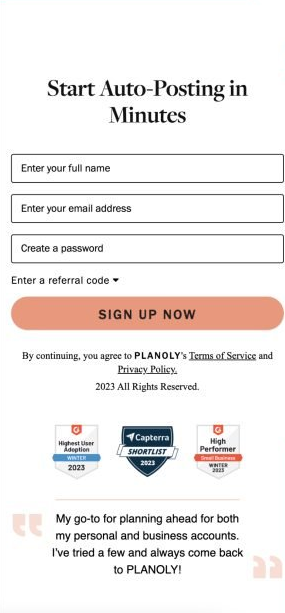 Start Auto-Posting in
Minutes
Enter your full name
Enter your email address
Create a password
Enter a referral code
SIGN UP NOW
By continuing, you agree to PLANOLY's Terms of Service and
Privacy Policy.
2023 All Rights Reserved.
Highest User
Adoption
WINTER
2023
Capterra
SHORTLIST
2023
High
Performer
Small Business
WINTER
2023
My go-to for planning ahead for both
my personal and business accounts.
I've tried a few and always come back
to PLANOLY!